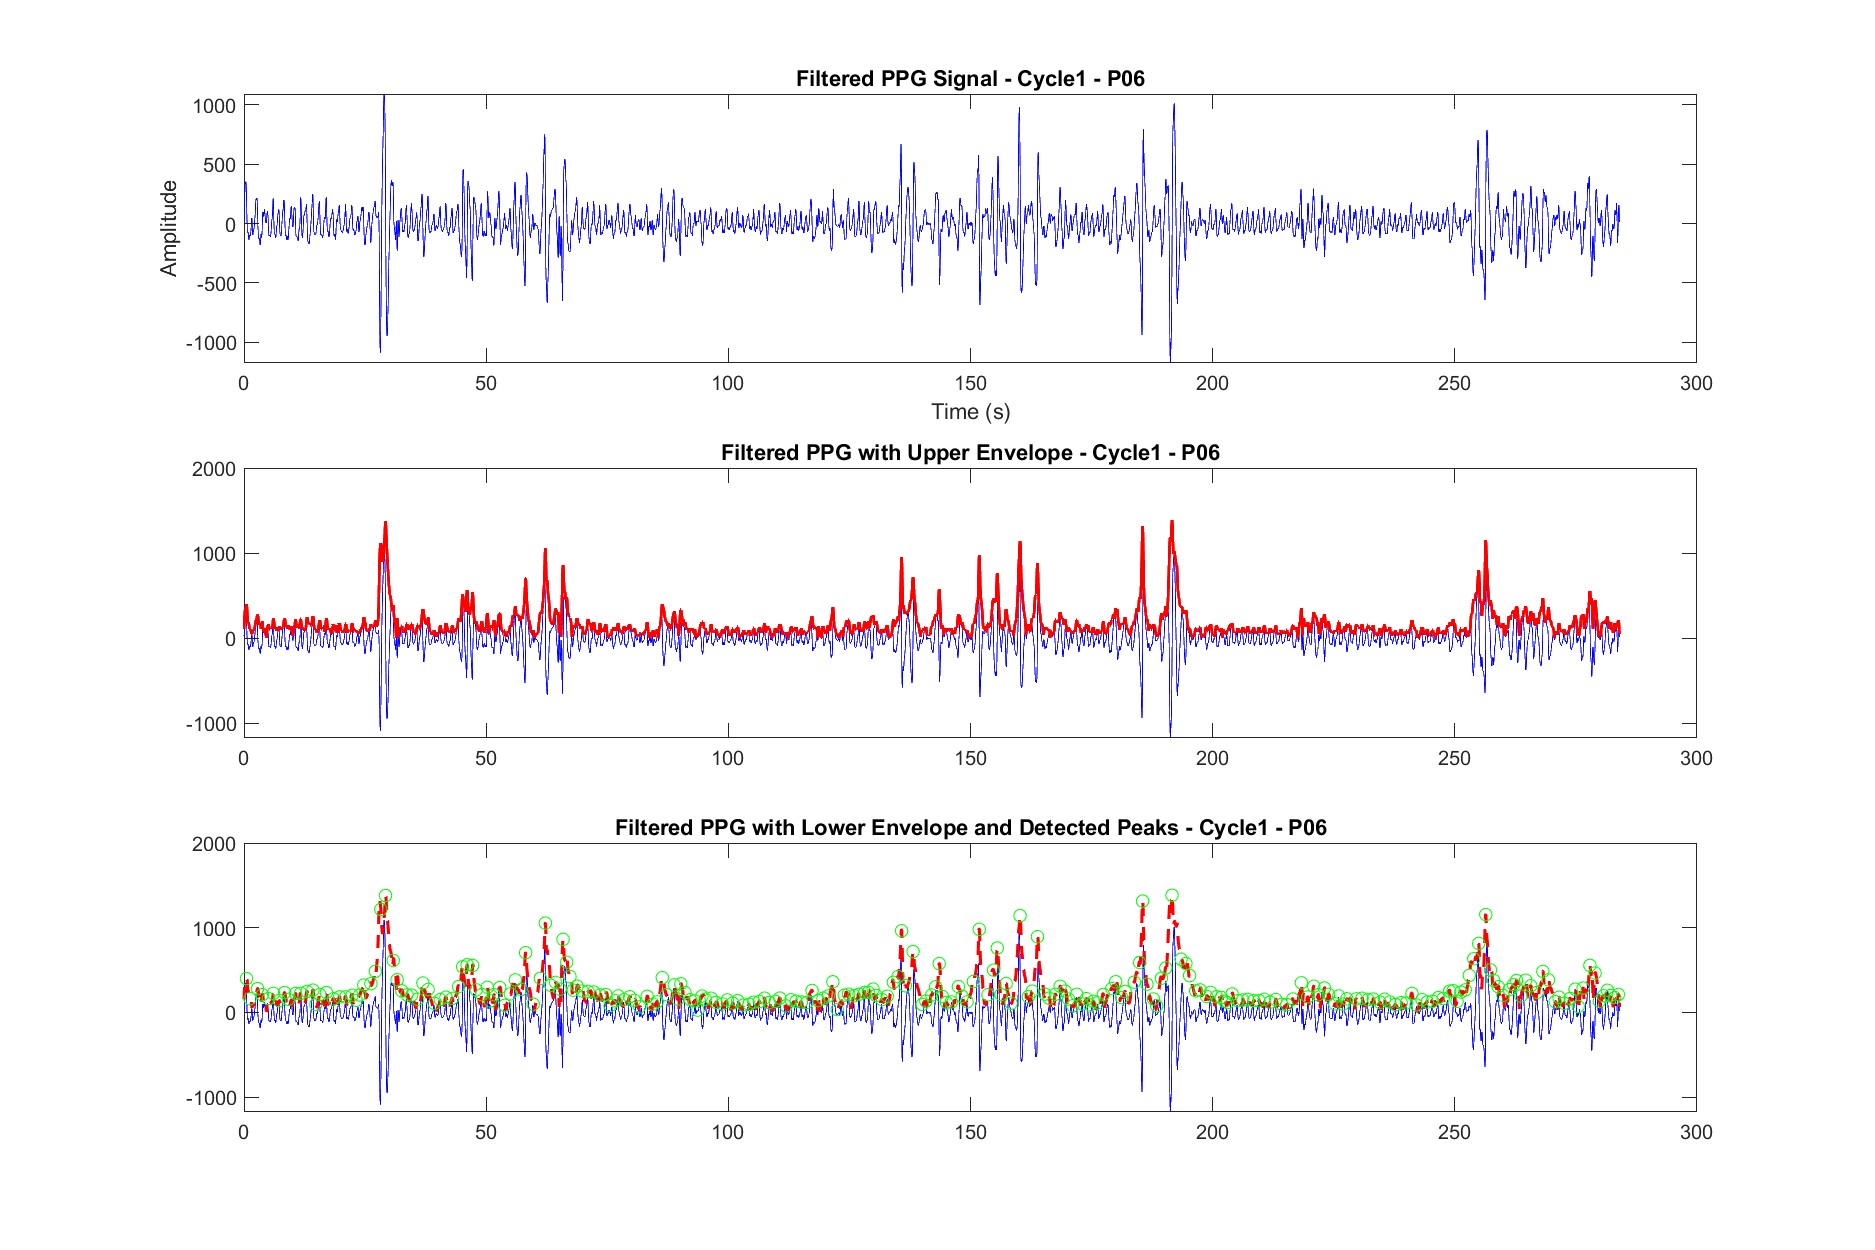 Filtered PPG Signal - Cycle1 - P06
1000
500
0
-500
-1000
Amplitude
0 50 100 150 200 250 300
Time (s)
Filtered PPG with Upper Envelope - Cycle1 - P06
2000
1000
0
-1000
0 50 100 150 200 250 300
Filtered PPG with Lower Envelope and Detected Peaks - Cycle1 - P06
2000
1000
0
-1000
0 50 100 150 200 250 300